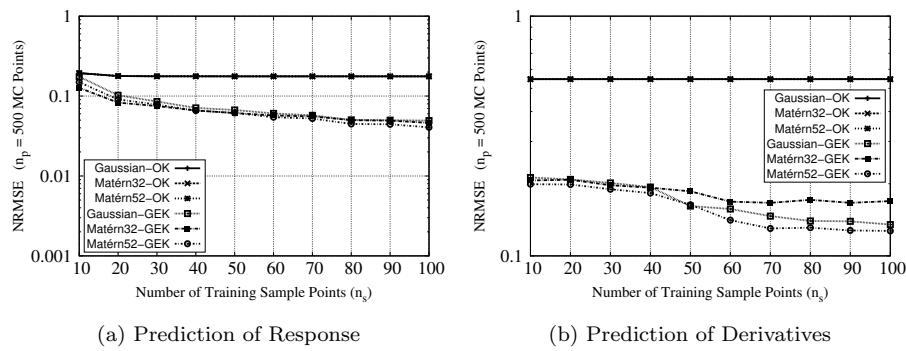 1
0.1
0.01
0.001
NRMSE (np = 500 MC Points)
Gaussian-OK
Matérn32-OK
Matérn52-OK
Gaussian-GEK
Matérn32-GEK
Matérn52-GEK
10 20 30 40 50 60 70 80 90 100
Number of Training Sample Points (ns)
(a) Prediction of Response
1
0.1
NRMSE (np = 500 MC Points)
Gaussian-OK
Matérn32-OK
Matérn52-OK
Gaussian-GEK
Matérn32-GEK
Matérn52-GEK
10 20 30 40 50 60 70 80 90 100
Number of Training Sample Points (ns)
(b) Prediction of Derivatives